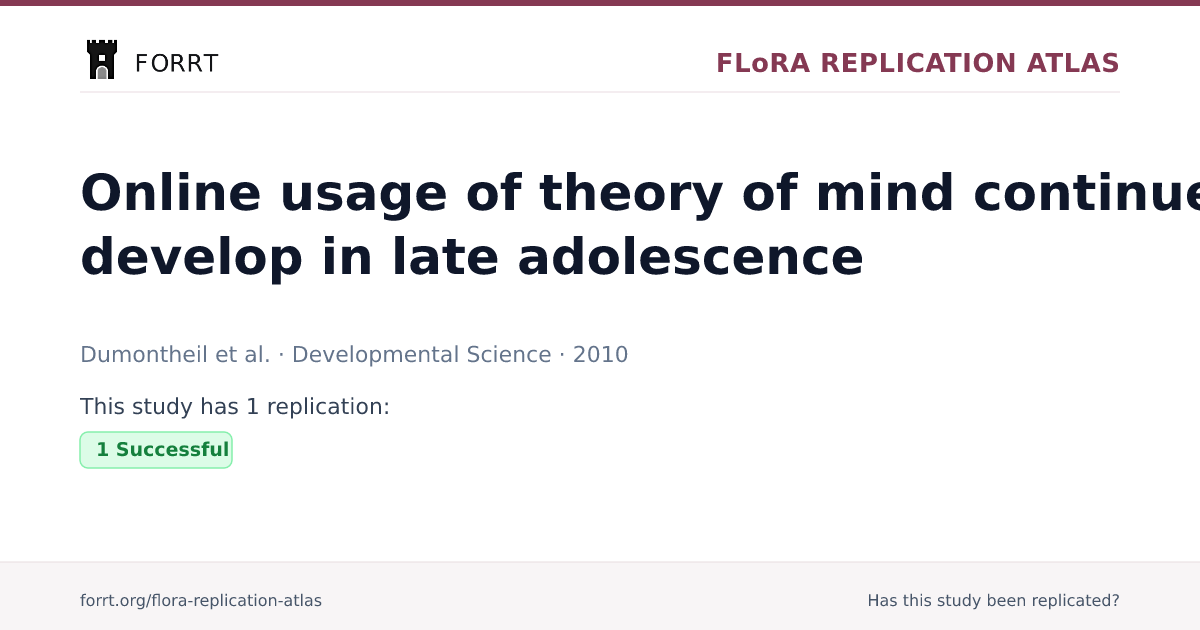 FORRT
FLoRA REPLICATION ATLAS
Online usage of theory of mind continue
develop in late adolescence
Dumontheil et al. · Developmental Science · 2010
This study has 1 replication:
1 Successful
forrt.org/flora-replication-atlas
Has this study been replicated?